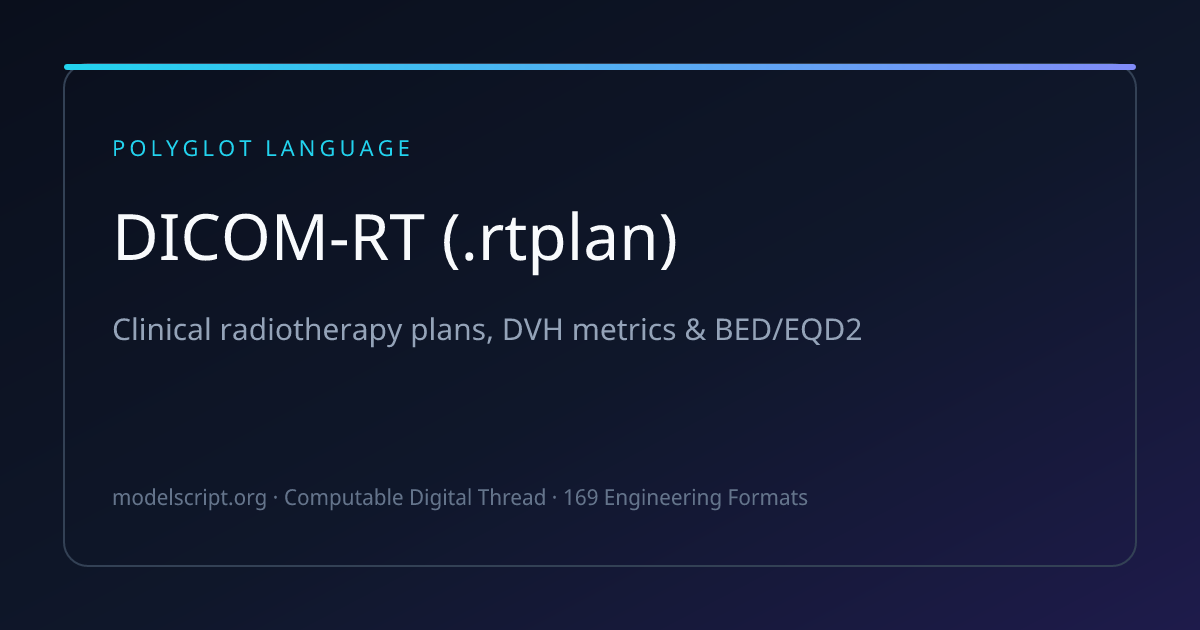 POLYGLOT LANGUAGE
DICOM-RT (.rtplan)
Clinical radiotherapy plans, DVH metrics & BED/EQD2
modelscript.org · Computable Digital Thread · 169 Engineering Formats